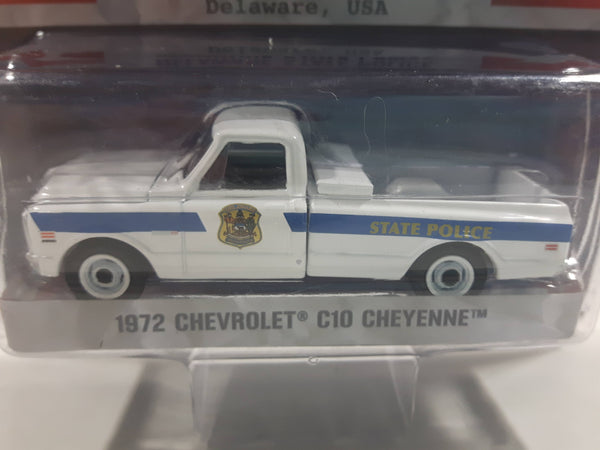 Delaware, USA
STATE POLICE
1972 CHEVROLET® C10 CHEYENNE™